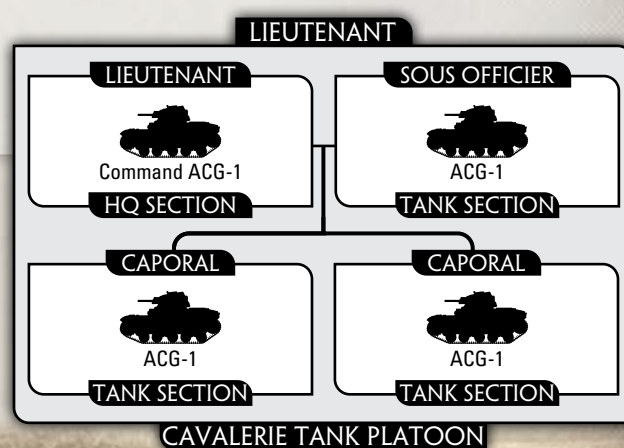 LIEUTENANT
LIEUTENANT
Command ACG-1
HQ SECTION
SOUS OFFICIER
ACG-1
TANK SECTION
CAPORAL
ACG-1
TANK SECTION
CAPORAL
ACG-1
TANK SECTION
CAVALERIE TANK PLATOON